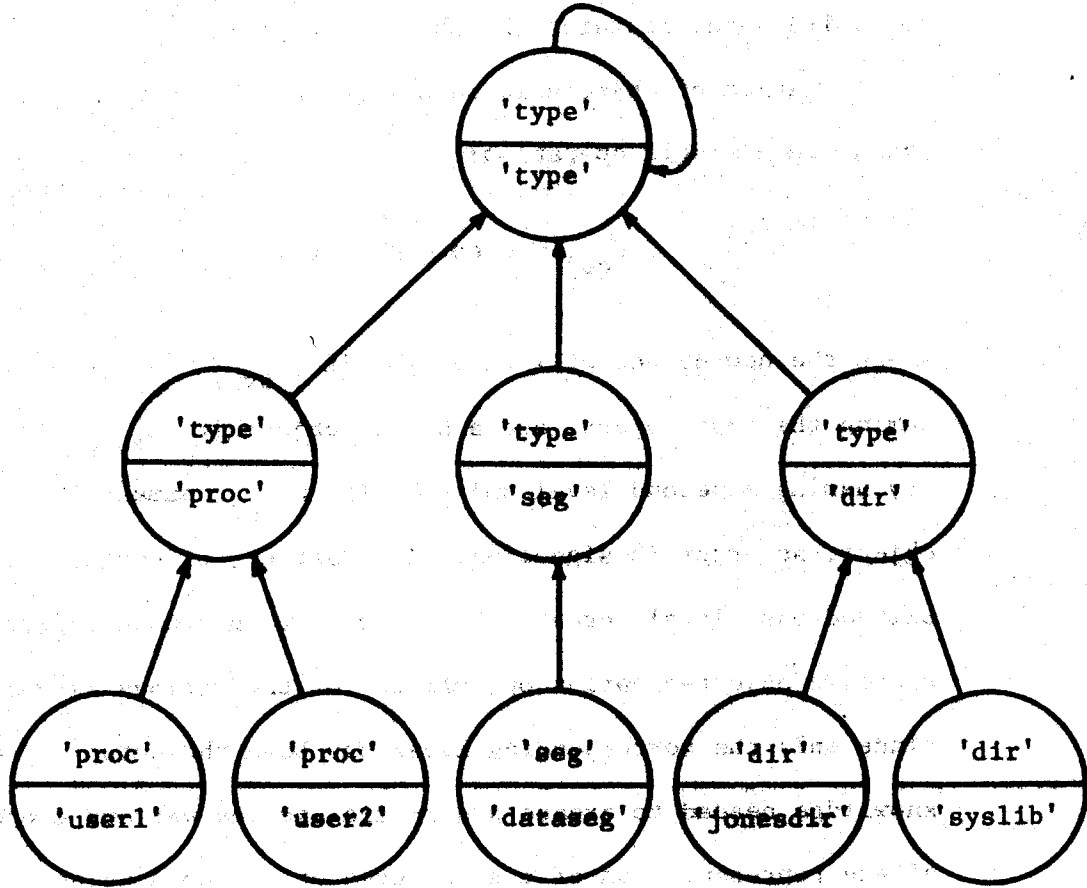 'type'
'type'
'type' 'type' 'type'
'proc' 'seg' 'dir'
'proc' 'proc' 'seg' 'dir' 'dir'
'user1' 'user2' 'dataseg' 'jonesdir' 'syslib'